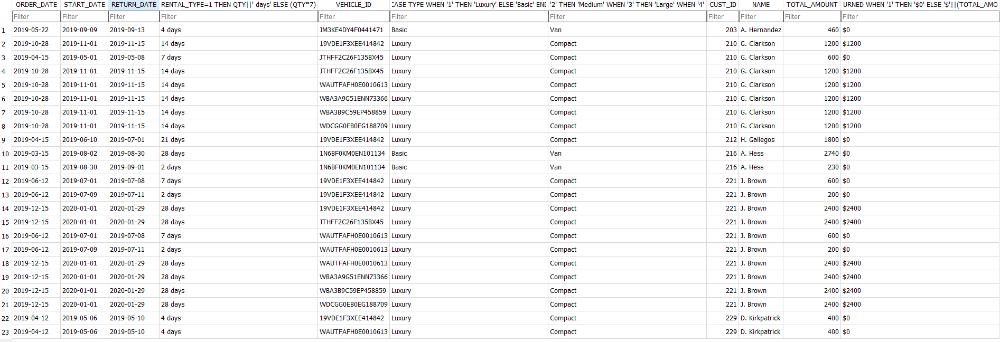 ORDER_DATE START_DATE RETURN_DATE RENTAL_TYPE=1 THEN QTY||' days' ELSE (QTY*7) VEHICLE_ID CASE TYPE WHEN '1' THEN 'Luxury' ELSE 'Basic' END '2' THEN 'Medium' WHEN '3' THEN 'Large' WHEN '4' CUST_ID NAME TOTAL_AMOUNT URNED WHEN '1' THEN '$0' ELSE '$'||(TOTAL_AMO
Filter Filter Filter Filter Filter Filter Filter Filter Filter Filter Filter
1 2019-05-22 2019-09-09 2019-09-13 4 days JM3KE4DY4F0441471 Basic Van 203 A. Hernandez 460 $0
2 2019-10-28 2019-11-01 2019-11-15 14 days 19VDE1F3XEE414842 Luxury Compact 210 G. Clarkson 1200 $1200
3 2019-04-15 2019-05-01 2019-05-08 7 days JTHFF2C26F135BX45 Luxury Compact 210 G. Clarkson 600 $0
4 2019-10-28 2019-11-01 2019-11-15 14 days JTHFF2C26F135BX45 Luxury Compact 210 G. Clarkson 1200 $1200
5 2019-10-28 2019-11-01 2019-11-15 14 days WAUTFAFH0E0010613 Luxury Compact 210 G. Clarkson 1200 $1200
6 2019-10-28 2019-11-01 2019-11-15 14 days WBA3A9G51ENN73366 Luxury Compact 210 G. Clarkson 1200 $1200
7 2019-10-28 2019-11-01 2019-11-15 14 days WBA3B9C59EP458859 Luxury Compact 210 G. Clarkson 1200 $1200
8 2019-10-28 2019-11-01 2019-11-15 14 days WDCGG0EB0EG188709 Luxury Compact 210 G. Clarkson 1200 $1200
9 2019-04-15 2019-06-10 2019-07-01 21 days 19VDE1F3XEE414842 Luxury Compact 212 H. Gallegos 1800 $0
10 2019-03-15 2019-08-02 2019-08-30 28 days 1N6BF0KM0EN101134 Basic Van 216 A. Hess 2740 $0
11 2019-03-15 2019-08-30 2019-09-01 2 days 1N6BF0KM0EN101134 Basic Van 216 A. Hess 230 $0
12 2019-06-12 2019-07-01 2019-07-08 7 days 19VDE1F3XEE414842 Luxury Compact 221 J. Brown 600 $0
13 2019-06-12 2019-07-09 2019-07-11 2 days 19VDE1F3XEE414842 Luxury Compact 221 J. Brown 200 $0
14 2019-12-15 2020-01-01 2020-01-29 28 days 19VDE1F3XEE414842 Luxury Compact 221 J. Brown 2400 $2400
15 2019-12-15 2020-01-01 2020-01-29 28 days JTHFF2C26F135BX45 Luxury Compact 221 J. Brown 2400 $2400
16 2019-06-12 2019-07-01 2019-07-08 7 days WAUTFAFH0E0010613 Luxury Compact 221 J. Brown 600 $0
17 2019-06-12 2019-07-09 2019-07-11 2 days WAUTFAFH0E0010613 Luxury Compact 221 J. Brown 200 $0
18 2019-12-15 2020-01-01 2020-01-29 28 days WAUTFAFH0E0010613 Luxury Compact 221 J. Brown 2400 $2400
19 2019-12-15 2020-01-01 2020-01-29 28 days WBA3A9G51ENN73366 Luxury Compact 221 J. Brown 2400 $2400
20 2019-12-15 2020-01-01 2020-01-29 28 days WBA3B9C59EP458859 Luxury Compact 221 J. Brown 2400 $2400
21 2019-12-15 2020-01-01 2020-01-29 28 days WDCGG0EB0EG188709 Luxury Compact 221 J. Brown 2400 $2400
22 2019-04-12 2019-05-06 2019-05-10 4 days 19VDE1F3XEE414842 Luxury Compact 229 D. Kirkpatrick 400 $0
23 2019-04-12 2019-05-06 2019-05-10 4 days WAUTFAFH0E0010613 Luxury Compact 229 D. Kirkpatrick 400 $0